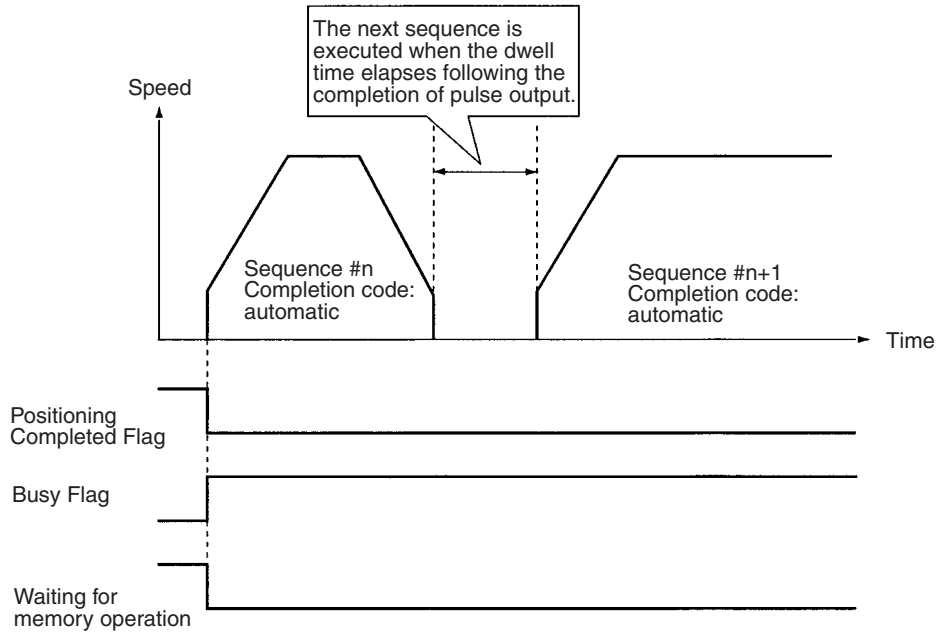 The next sequence is
executed when the dwell
time elapses following the
completion of pulse output.
Speed
Sequence #n
Completion code:
automatic
Sequence #n+1
Completion code:
automatic
Time
Positioning
Completed Flag
Busy Flag
Waiting for
memory operation